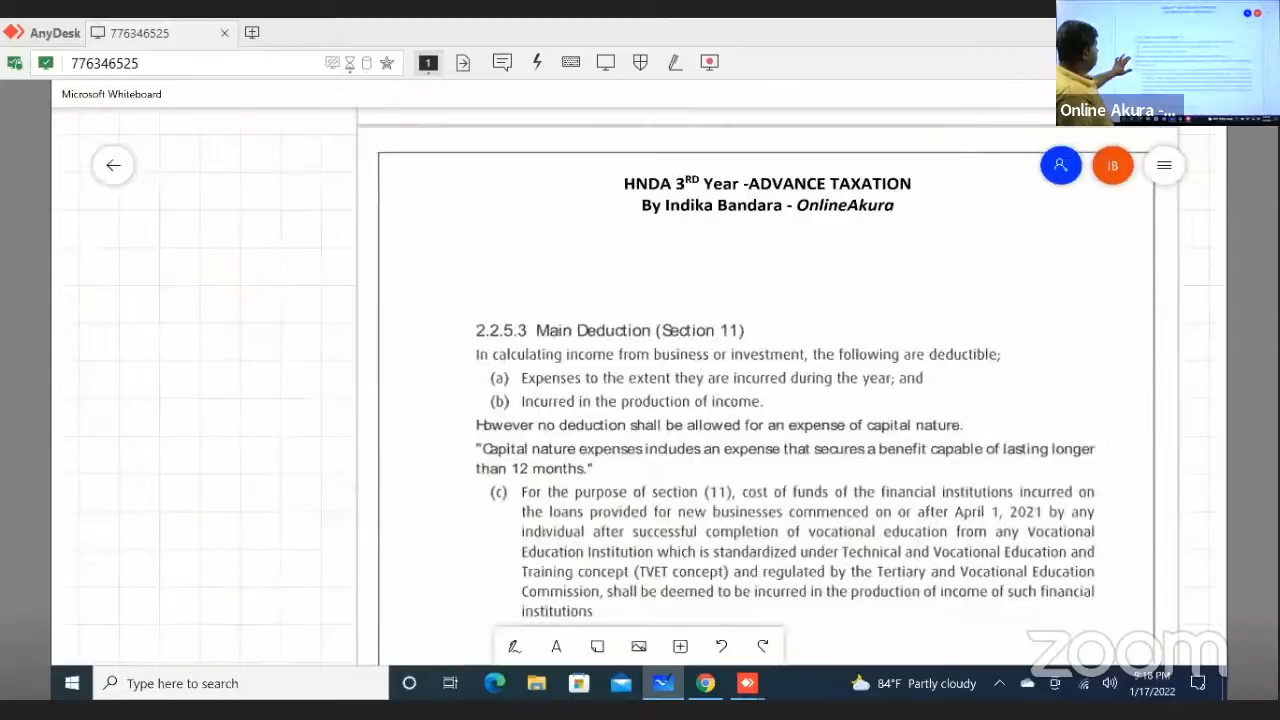 AnyDesk
776346525
776346525
1
Microsoft Whiteboard
Online Akura -...
IB
HNDA 3RD Year -ADVANCE TAXATION
By Indika Bandara - OnlineAkura
2.2.5.3 Main Deduction (Section 11)
In calculating income from business or investment, the following are deductible;
(a) Expenses to the extent they are incurred during the year; and
(b) Incurred in the production of income.
However no deduction shall be allowed for an expense of capital nature.
"Capital nature expenses includes an expense that secures a benefit capable of lasting longer
than 12 months."
(c) For the purpose of section (11), cost of funds of the financial institutions incurred on
the loans provided for new businesses commenced on or after April 1, 2021 by any
individual after successful completion of vocational education from any Vocational
Education Institution which is standardized under Technical and Vocational Education and
Training concept (TVET concept) and regulated by the Tertiary and Vocational Education
Commission, shall be deemed to be incurred in the production of income of such financial
institutions
A
zoom
Type here to search
84°F Partly cloudy
9:18 PM
1/17/2022